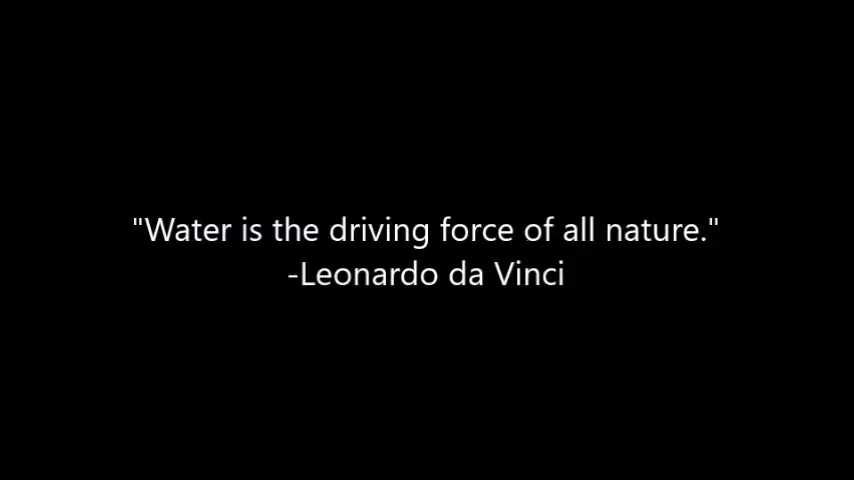 "Water is the driving force of all nature."
-Leonardo da Vinci